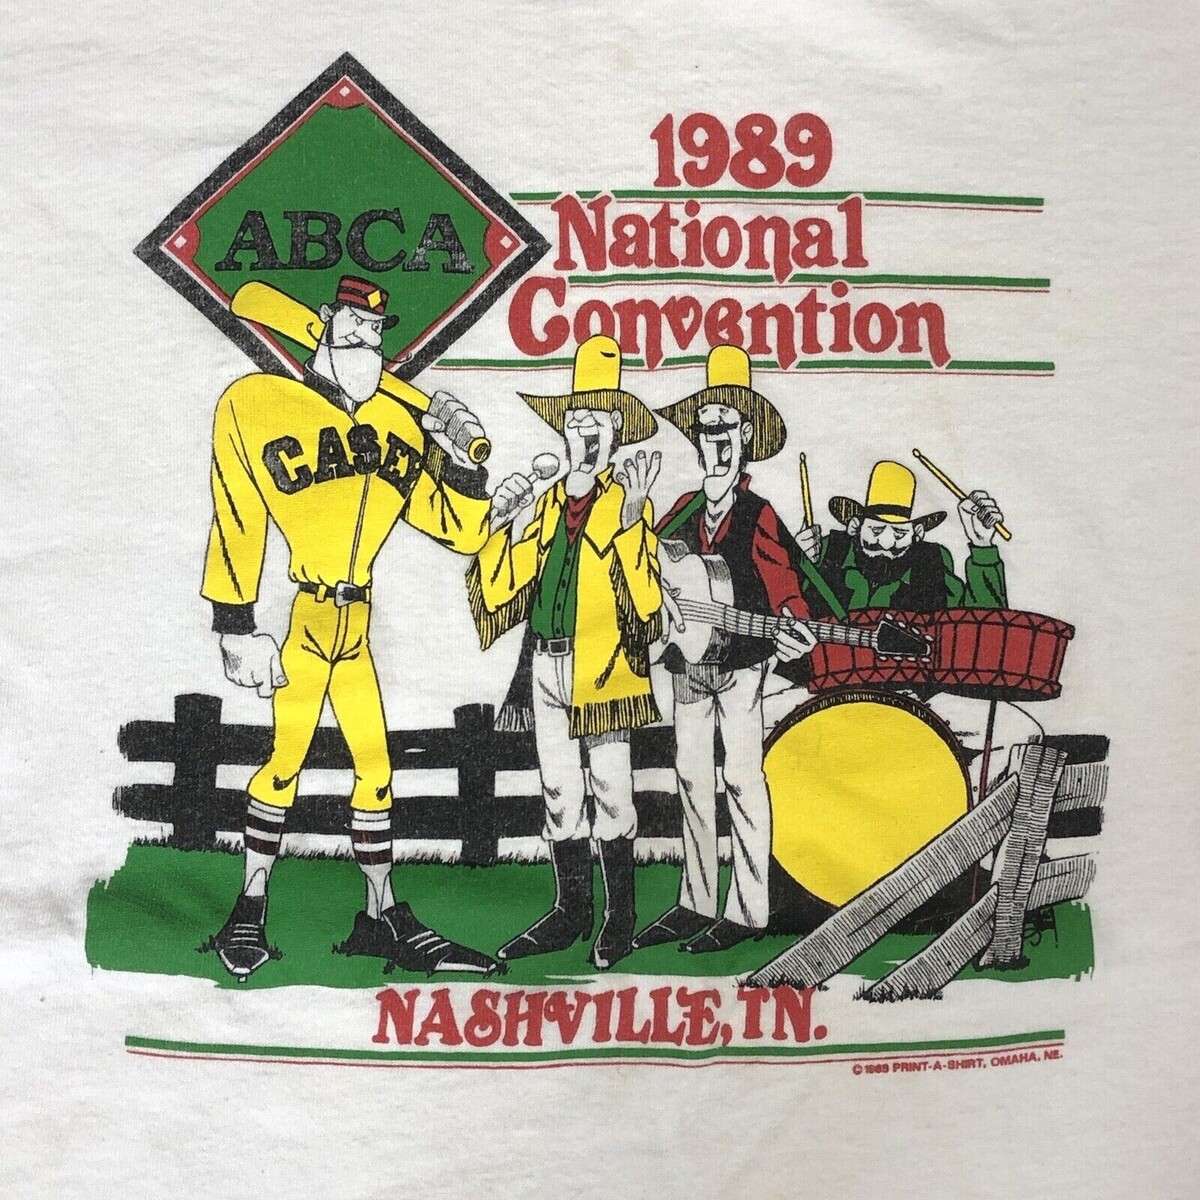 ABCA
1989
National
Convention
CASEY
NASHVILLE, TN.
© 1989 PRINT-A-SHIRT, OMAHA, NE.